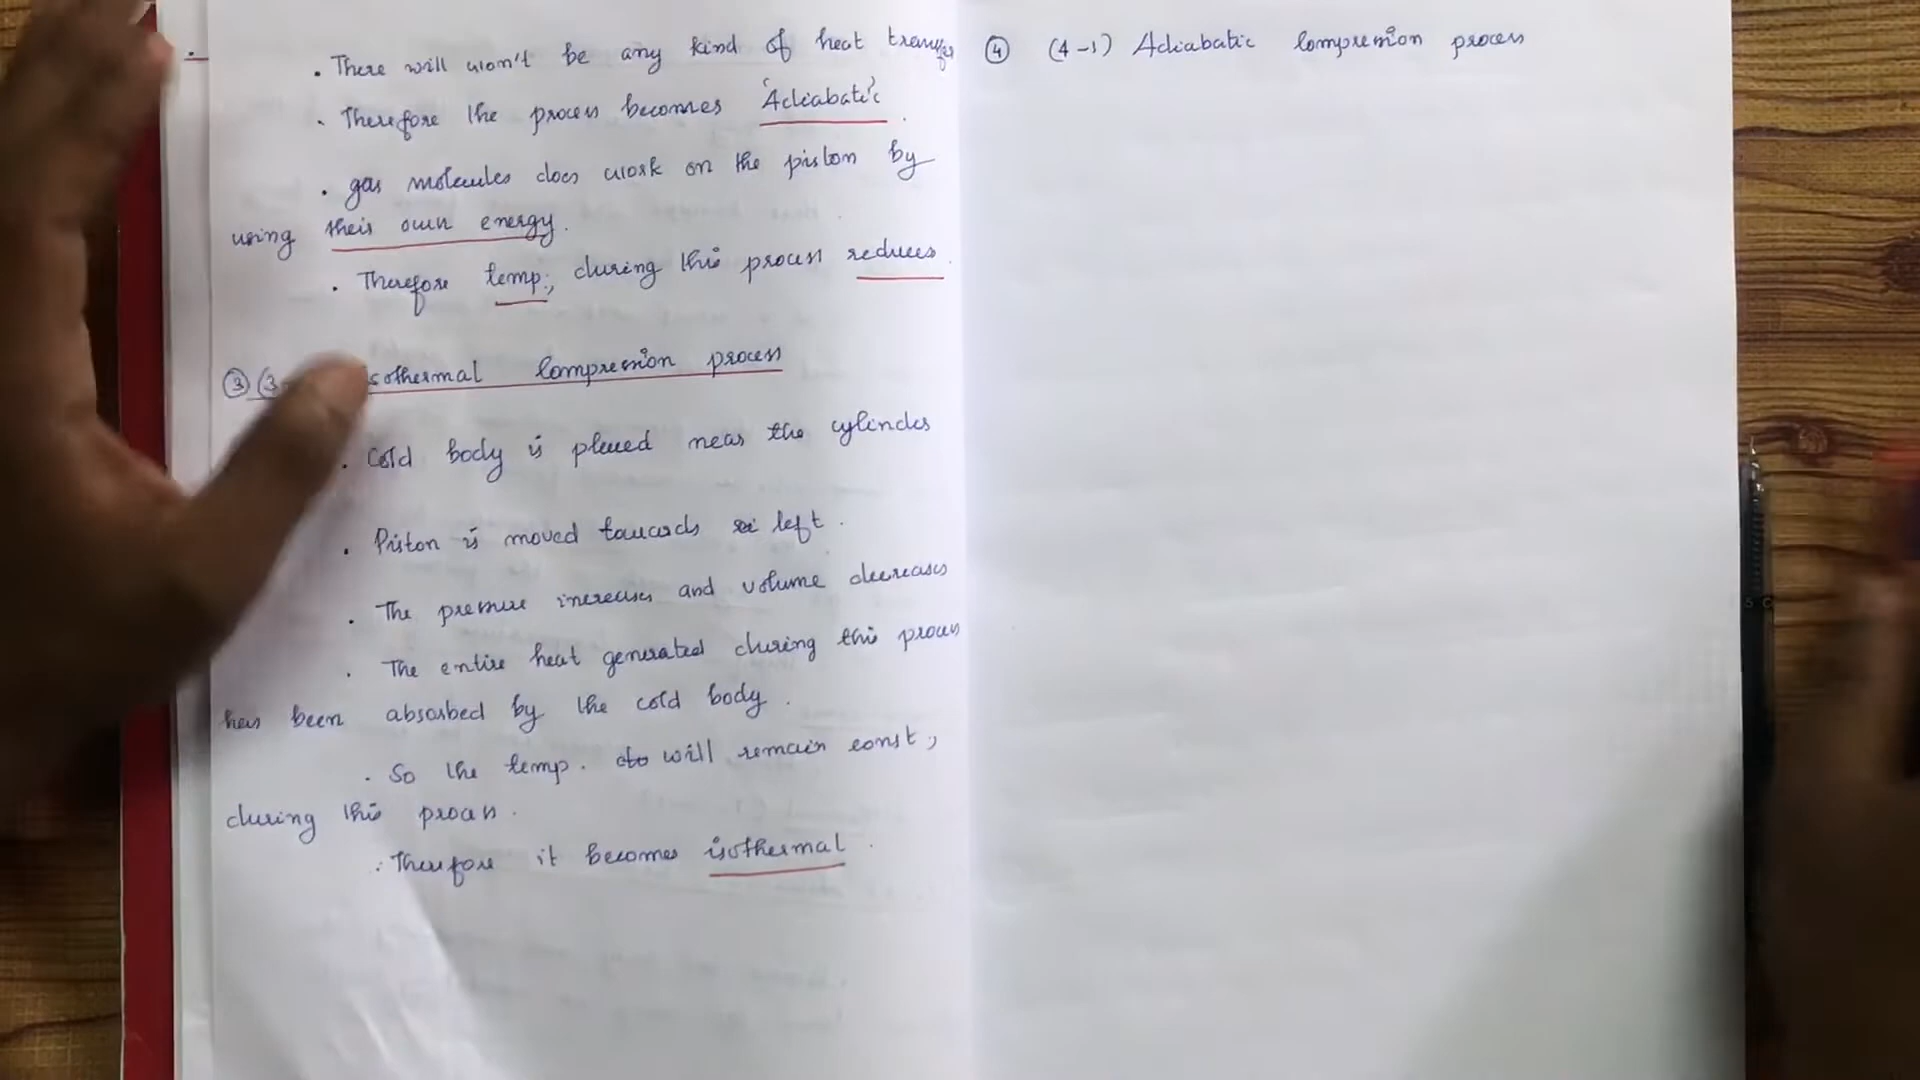 . There will won't be any kind of heat transfer
. Therefore the process becomes 'Adiabatic'.
. gas molecules does work on the piston by
using their own energy.
. Therefore temp;, during this process reduces.
③ (3- isothermal compression process
. Cold body is placed near the cylinder
. Piston is moved towards left.
. The pressure increases and volume decreases
. The entire heat generated during this process
has been absorbed by the cold body.
. So the temp. will remain const;
during this process.
. Therefore it becomes isothermal.
④ (4-1) Adiabatic compression process